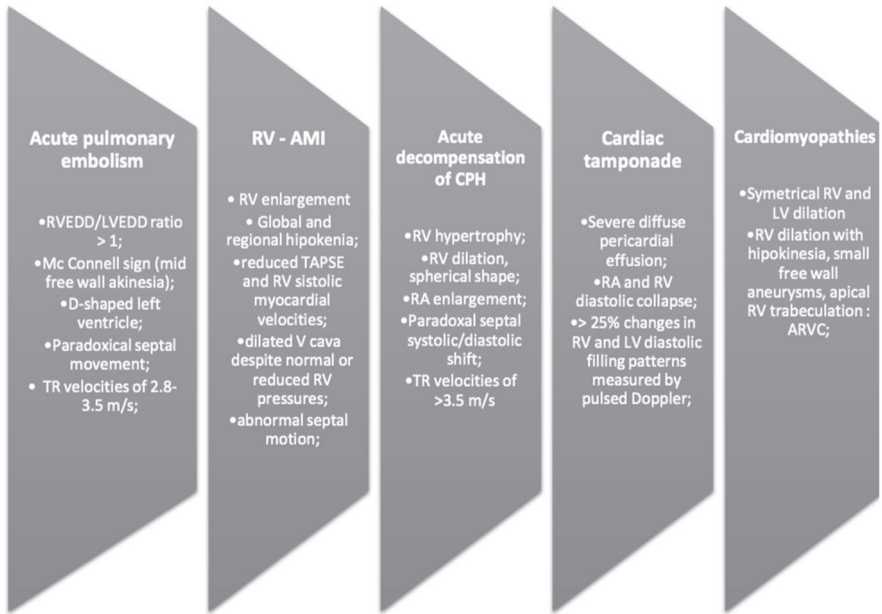 Acute pulmonary
embolism
•RVEDD/LVEDD ratio
> 1;
•Mc Connell sign (mid
free wall akinesia);
•D-shaped left
ventricle;
•Paradoxical septal
movement;
• TR velocities of 2.8-
3.5 m/s;
RV - AMI
• RV enlargement
• Global and
regional hipokenia;
•reduced TAPSE
and RV sistolic
myocardial
velocities;
•dilated V cava
despite normal or
reduced RV
pressures;
•abnormal septal
motion;
Acute
decompensation
of CPH
•RV hypertrophy;
•RV dilation,
spherical shape;
•RA enlargement;
•Paradoxal septal
systolic/diastolic
shift;
•TR velocities of
>3.5 m/s
Cardiac
tamponade
•Severe diffuse
pericardial
effusion;
•RA and RV
diastolic collapse;
•> 25% changes in
RV and LV diastolic
filling patterns
measured by
pulsed Doppler;
Cardiomyopathies
•Symetrical RV and
LV dilation
•RV dilation with
hipokinesia, small
free wall
aneurysms, apical
RV trabeculation :
ARVC;